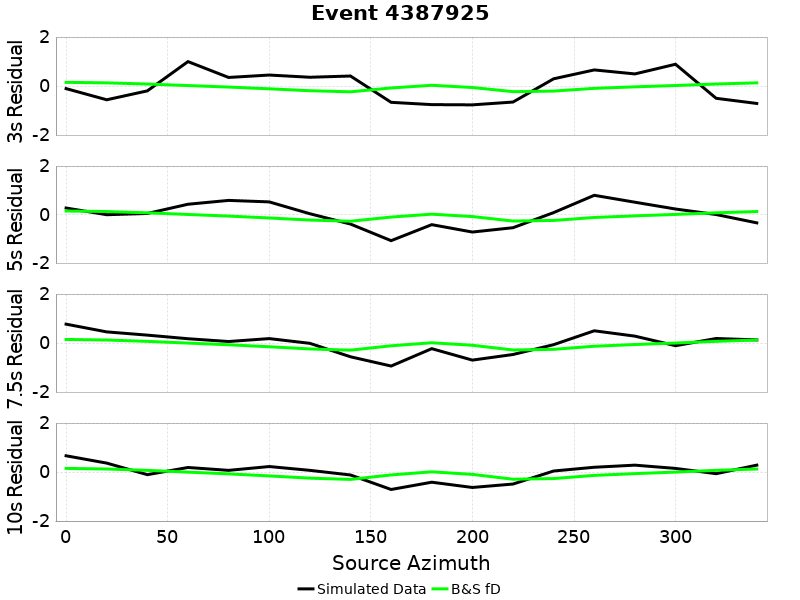 Event 4387925
3s Residual
2
0
-2
5s Residual
2
0
-2
7.5s Residual
2
0
-2
10s Residual
2
0
-2
0 50 100 150 200 250 300
Source Azimuth
Simulated Data B&S fD